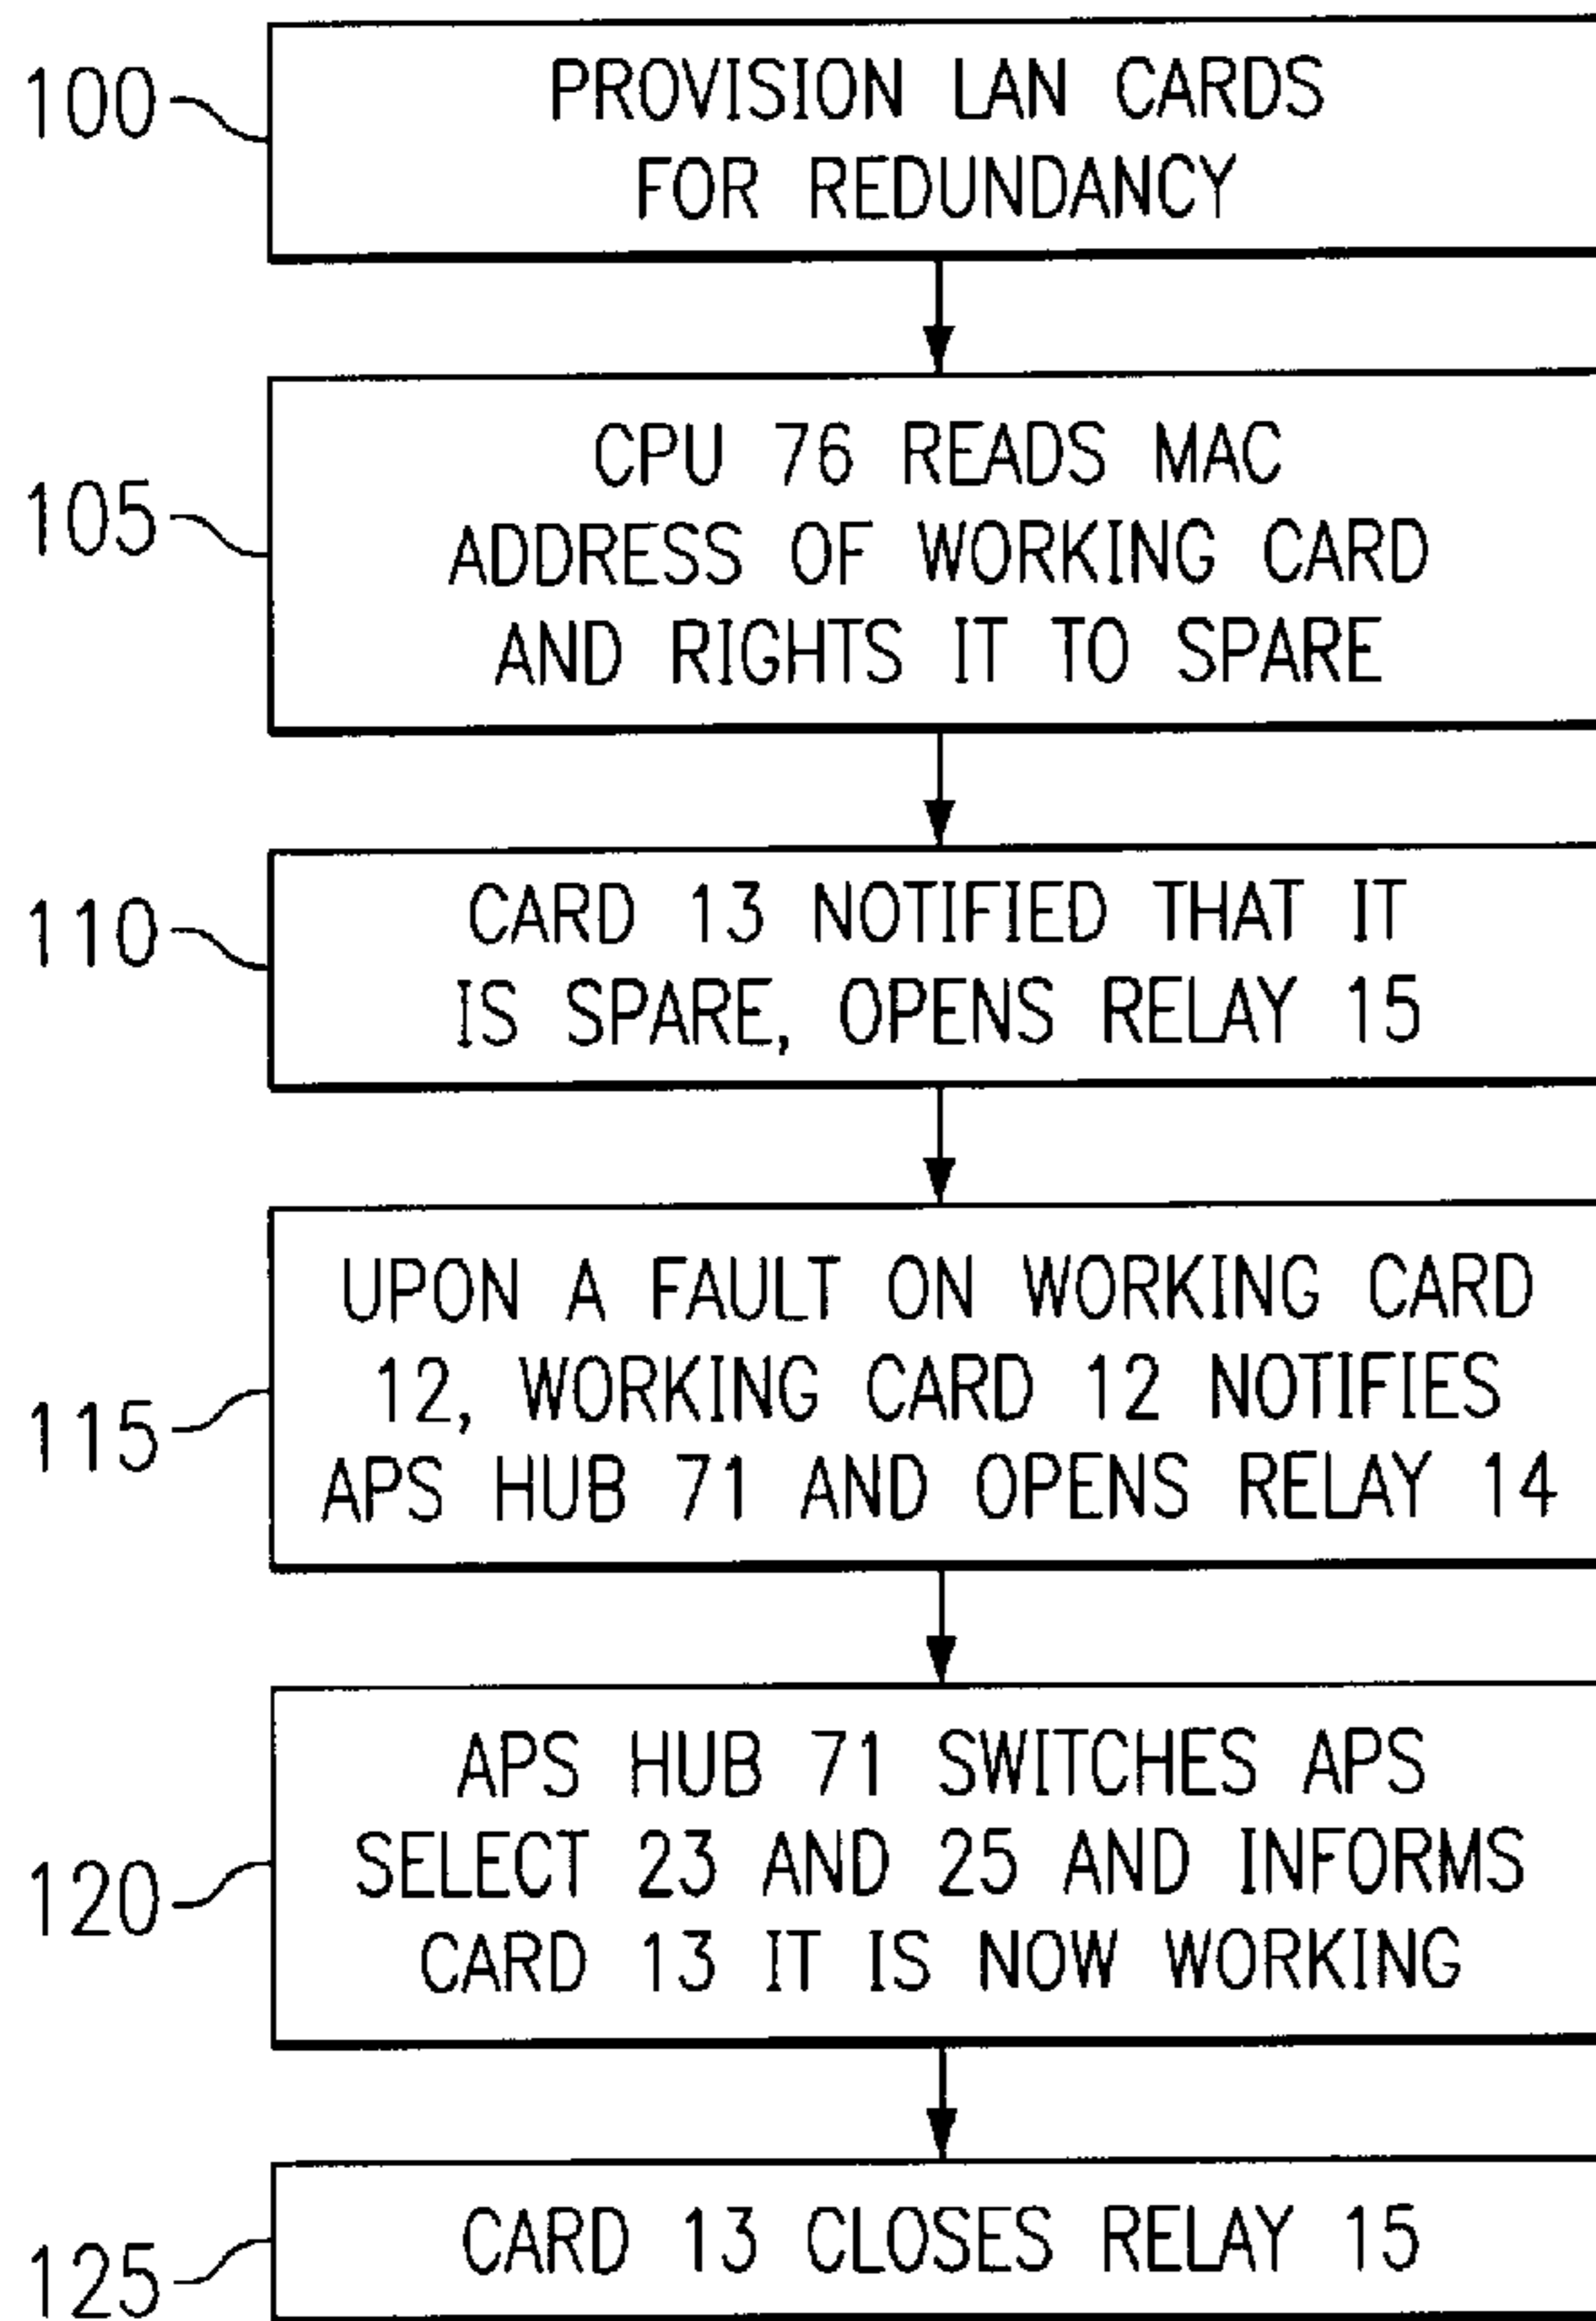 100
PROVISION LAN CARDS
FOR REDUNDANCY
105
CPU 76 READS MAC
ADDRESS OF WORKING CARD
AND RIGHTS IT TO SPARE
110
CARD 13 NOTIFIED THAT IT
IS SPARE, OPENS RELAY 15
115
UPON A FAULT ON WORKING CARD
12, WORKING CARD 12 NOTIFIES
APS HUB 71 AND OPENS RELAY 14
120
APS HUB 71 SWITCHES APS
SELECT 23 AND 25 AND INFORMS
CARD 13 IT IS NOW WORKING
125
CARD 13 CLOSES RELAY 15